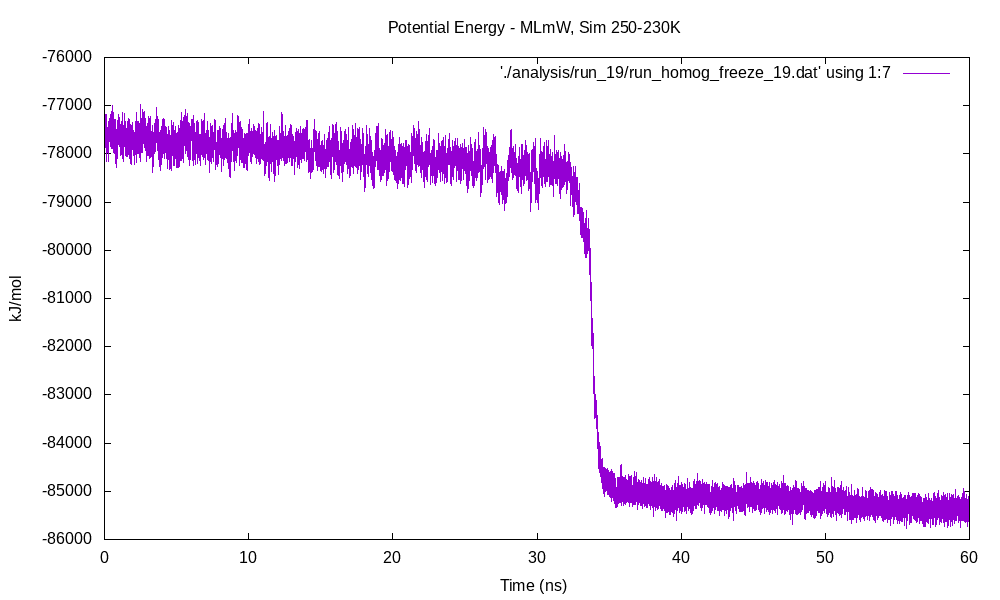 Potential Energy - MLmW, Sim 250-230K
'./analysis/run_19/run_homog_freeze_19.dat' using 1:7
-76000
-77000
-78000
-79000
-80000
-81000
-82000
-83000
-84000
-85000
-86000
kJ/mol
0 10 20 30 40 50 60
Time (ns)